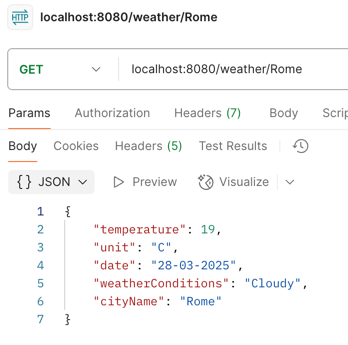 HTTP localhost:8080/weather/Rome
GET localhost:8080/weather/Rome
Params Authorization Headers (7) Body Scrip
Body Cookies Headers (5) Test Results
{} JSON Preview Visualize
1 {
2 "temperature": 19,
3 "unit": "C",
4 "date": "28-03-2025",
5 "weatherConditions": "Cloudy",
6 "cityName": "Rome"
7 }